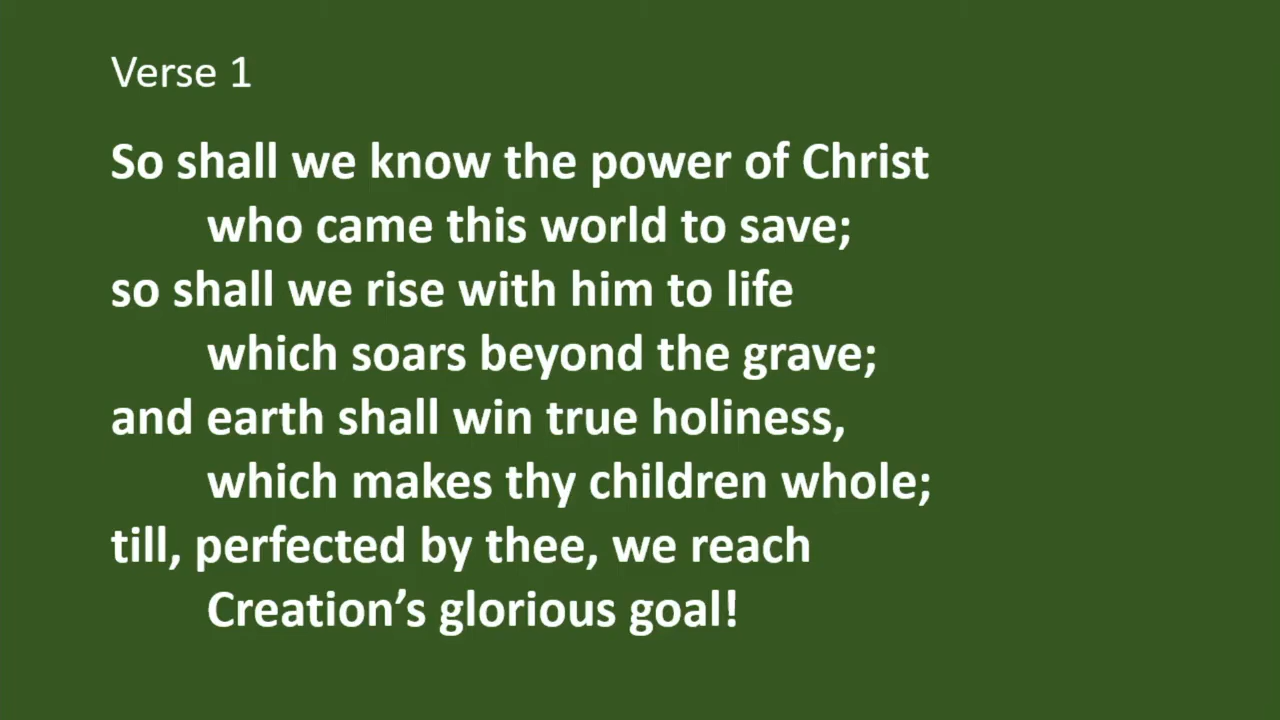 Verse 1
So shall we know the power of Christ
who came this world to save;
so shall we rise with him to life
which soars beyond the grave;
and earth shall win true holiness,
which makes thy children whole;
till, perfected by thee, we reach
Creation’s glorious goal!